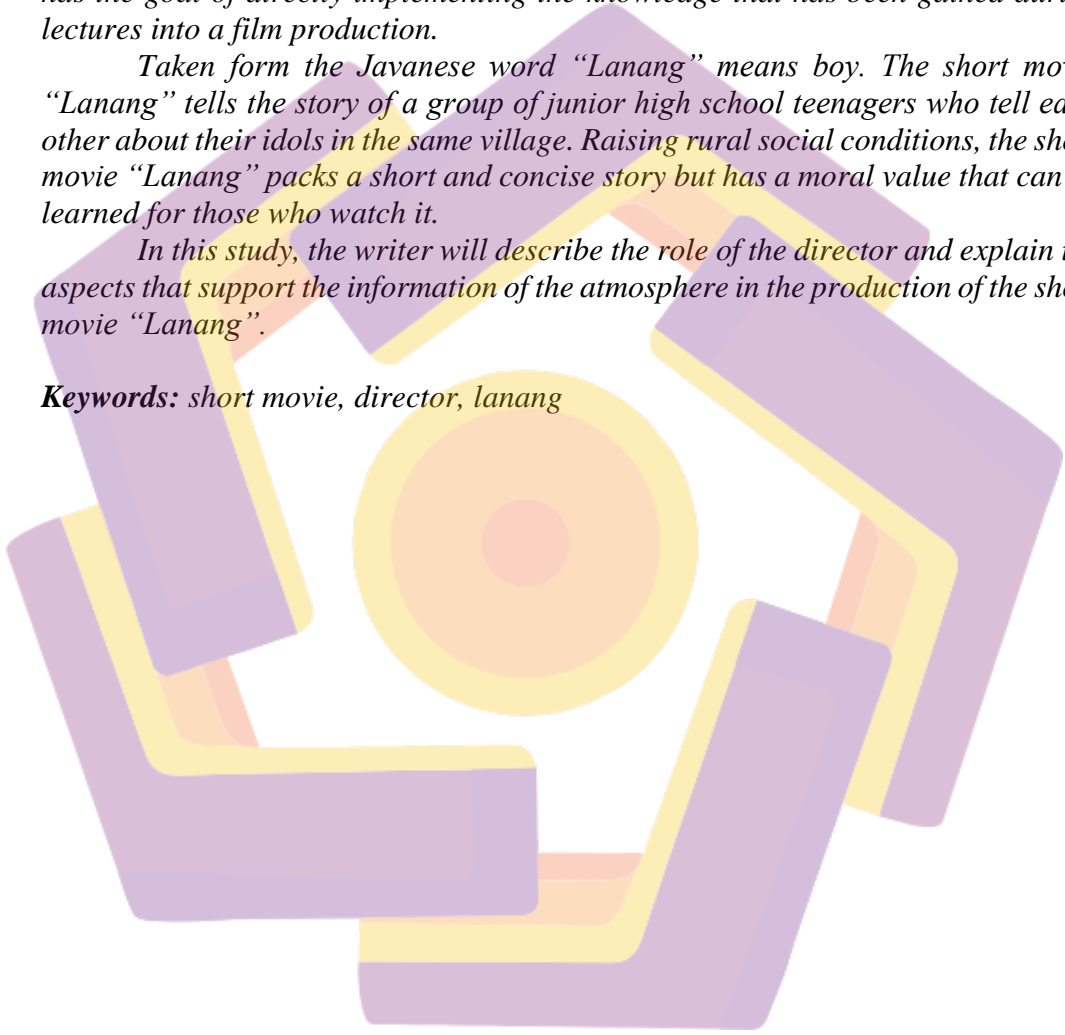 lectures into a film production.
Taken form the Javanese word “Lanang” means boy. The short
“Lanang” tells the story of a group of junior high school teenagers who tell
other about their idols in the same village. Raising rural social conditions, the
movie “Lanang” packs a short and concise story but has a moral value that can
learned for those who watch it.
In this study, the writer will describe the role of the director and explain
aspects that support the information of the atmosphere in the production of the
movie “Lanang”.
Keywords: short movie, director, lanang